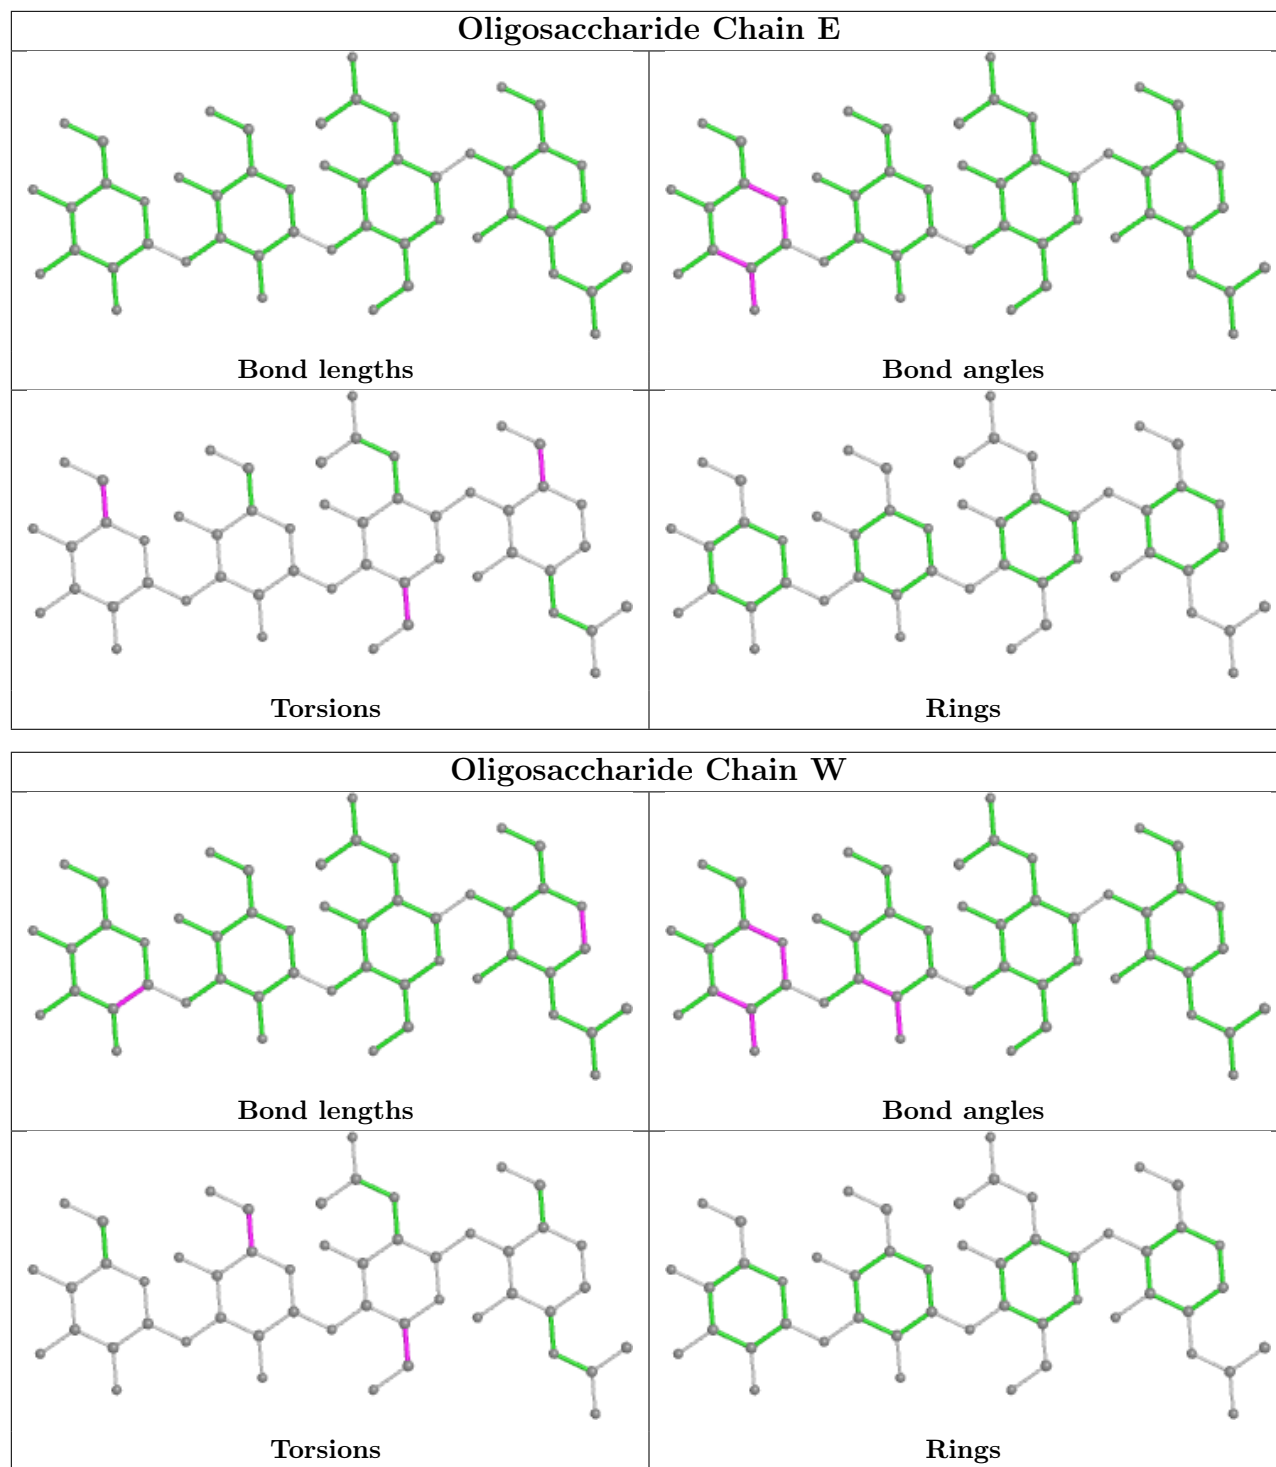 Oligosaccharide Chain E
Bond lengths
Bond angles
Torsions
Rings
Oligosaccharide Chain W
Bond lengths
Bond angles
Torsions
Rings